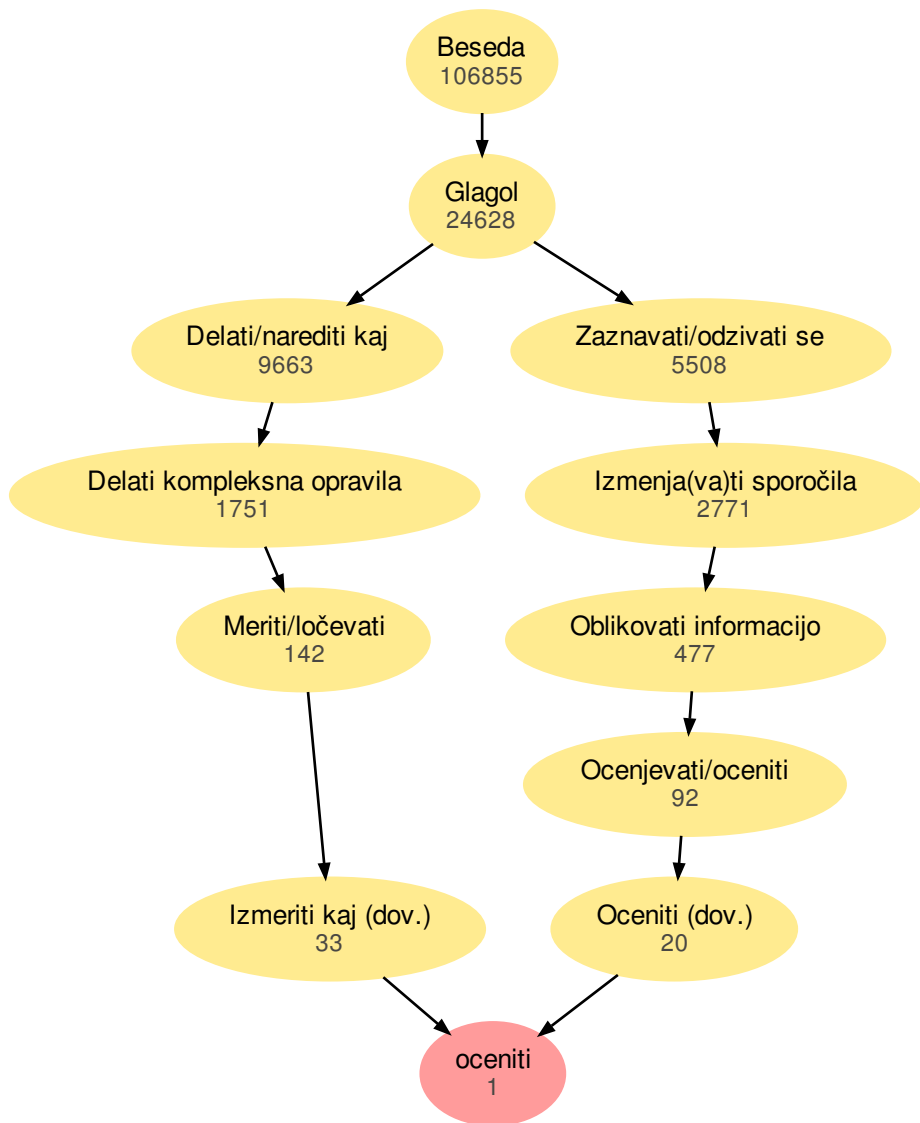 Beseda
106855
Glagol
24628
Delati/narediti kaj
9663
Zaznavati/odzivati se
5508
Delati kompleksna opravila
1751
Izmenja(va)ti sporočila
2771
Meriti/ločevati
142
Oblikovati informacijo
477
Ocenjevati/oceniti
92
Izmeriti kaj (dov.)
33
Oceniti (dov.)
20
oceniti
1